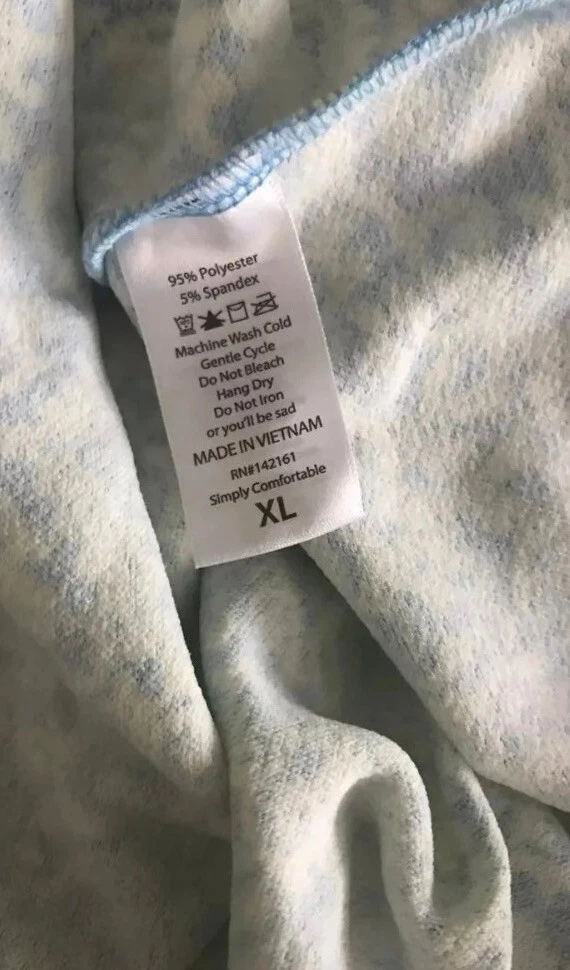 95% Polyester
5% Spandex
Machine Wash Cold
Gentle Cycle
Do Not Bleach
Hang Dry
Do Not Iron
or you'll be sad
MADE IN VIETNAM
RN#142161
Simply Comfortable
XL